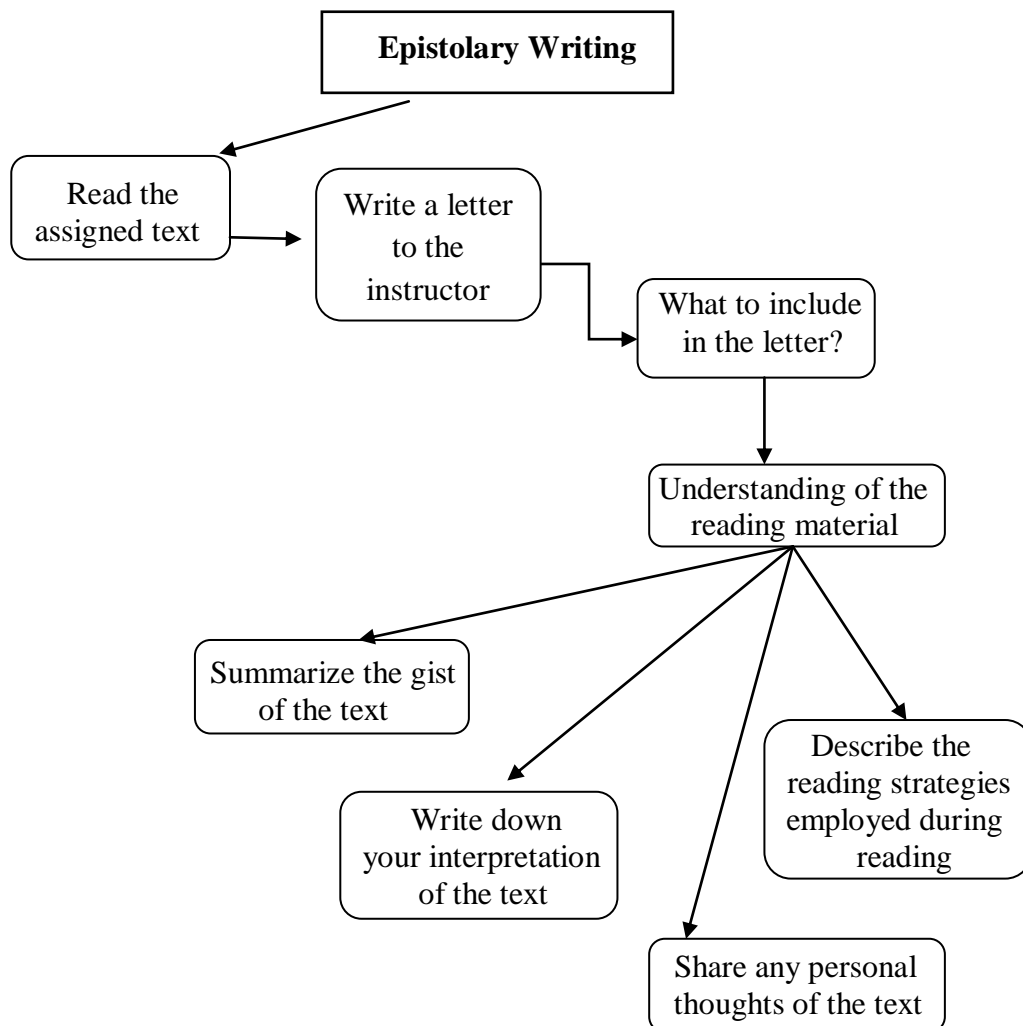 Epistolary Writing
Read the
assigned text
Write a letter
to the
instructor
What to include
in the letter?
Understanding of the
reading material
Summarize the gist
of the text
Write down
your interpretation
of the text
Share any personal
thoughts of the text
Describe the
reading strategies
employed during
reading